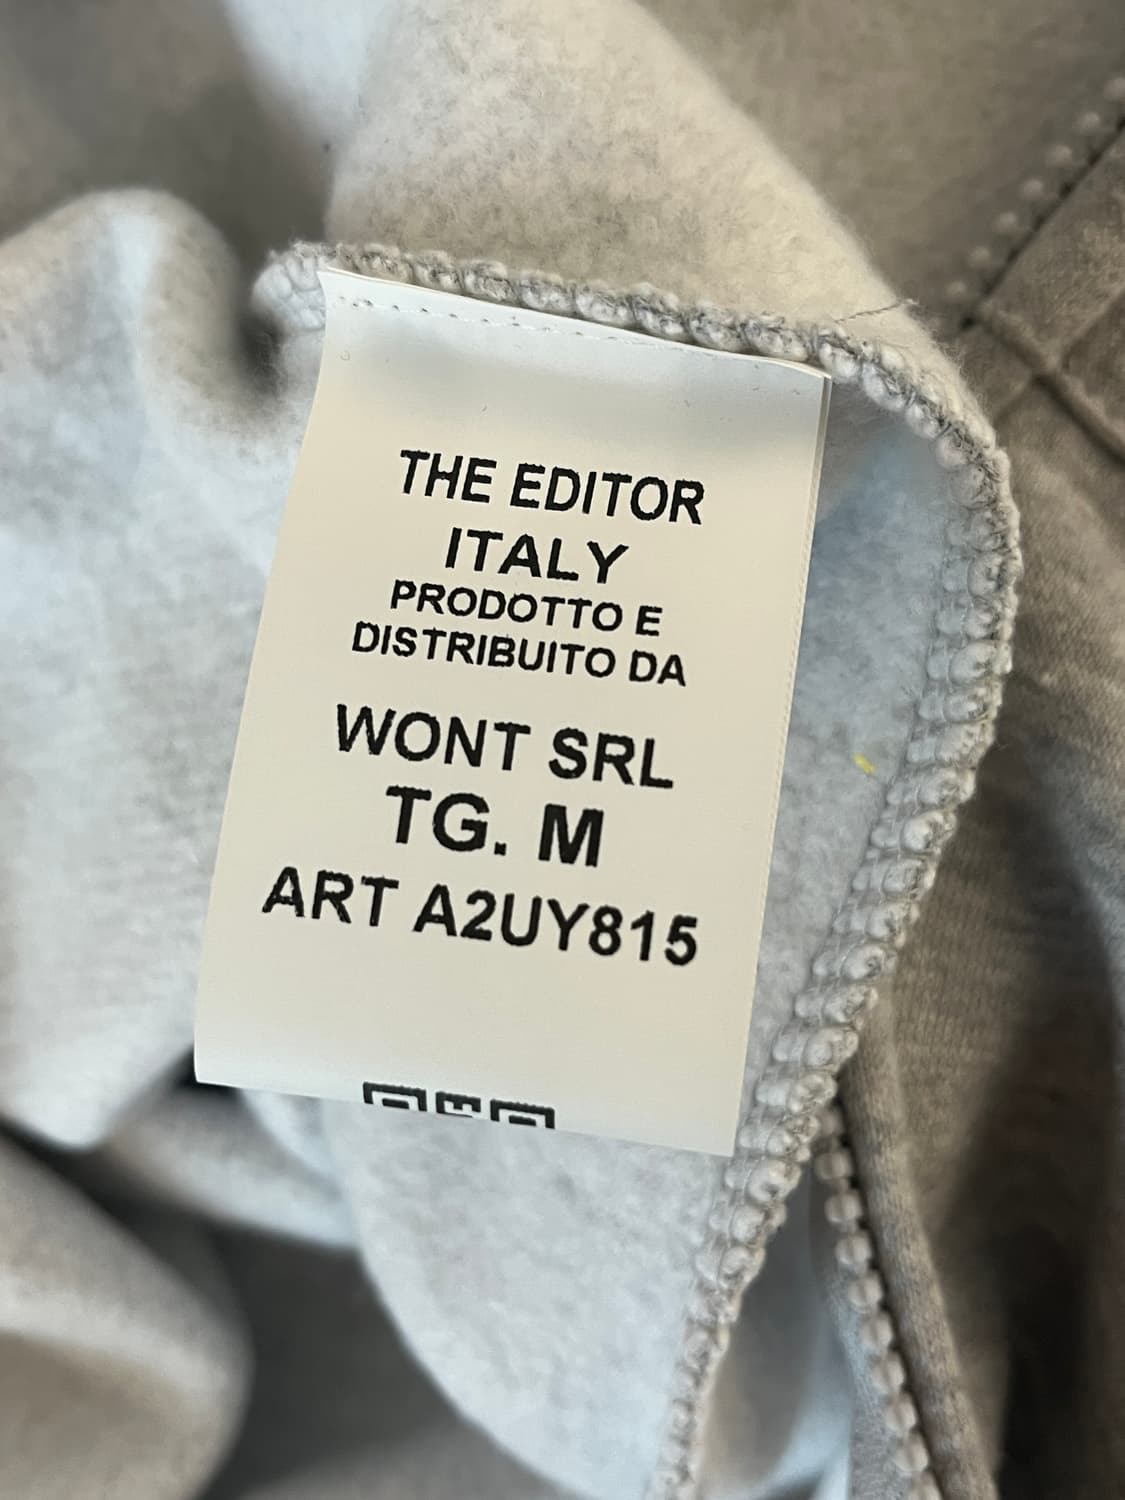 THE EDITOR
ITALY
PRODOTTO E
DISTRIBUITO DA
WONT SRL
TG. M
ART A2UY815